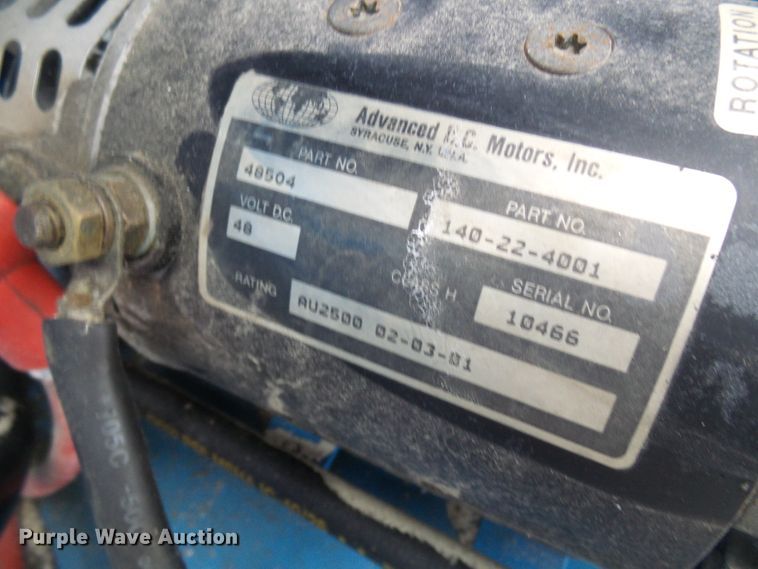 ROTATION
Advanced D.C. Motors, Inc.
SYRACUSE, N.Y. U.S.A.
PART NO.
48504
PART NO.
140-22-4001
VOLT D.C.
48
CLASS H
SERIAL NO.
10466
RATING
AU2500 02-03-01
105C
Purple Wave Auction